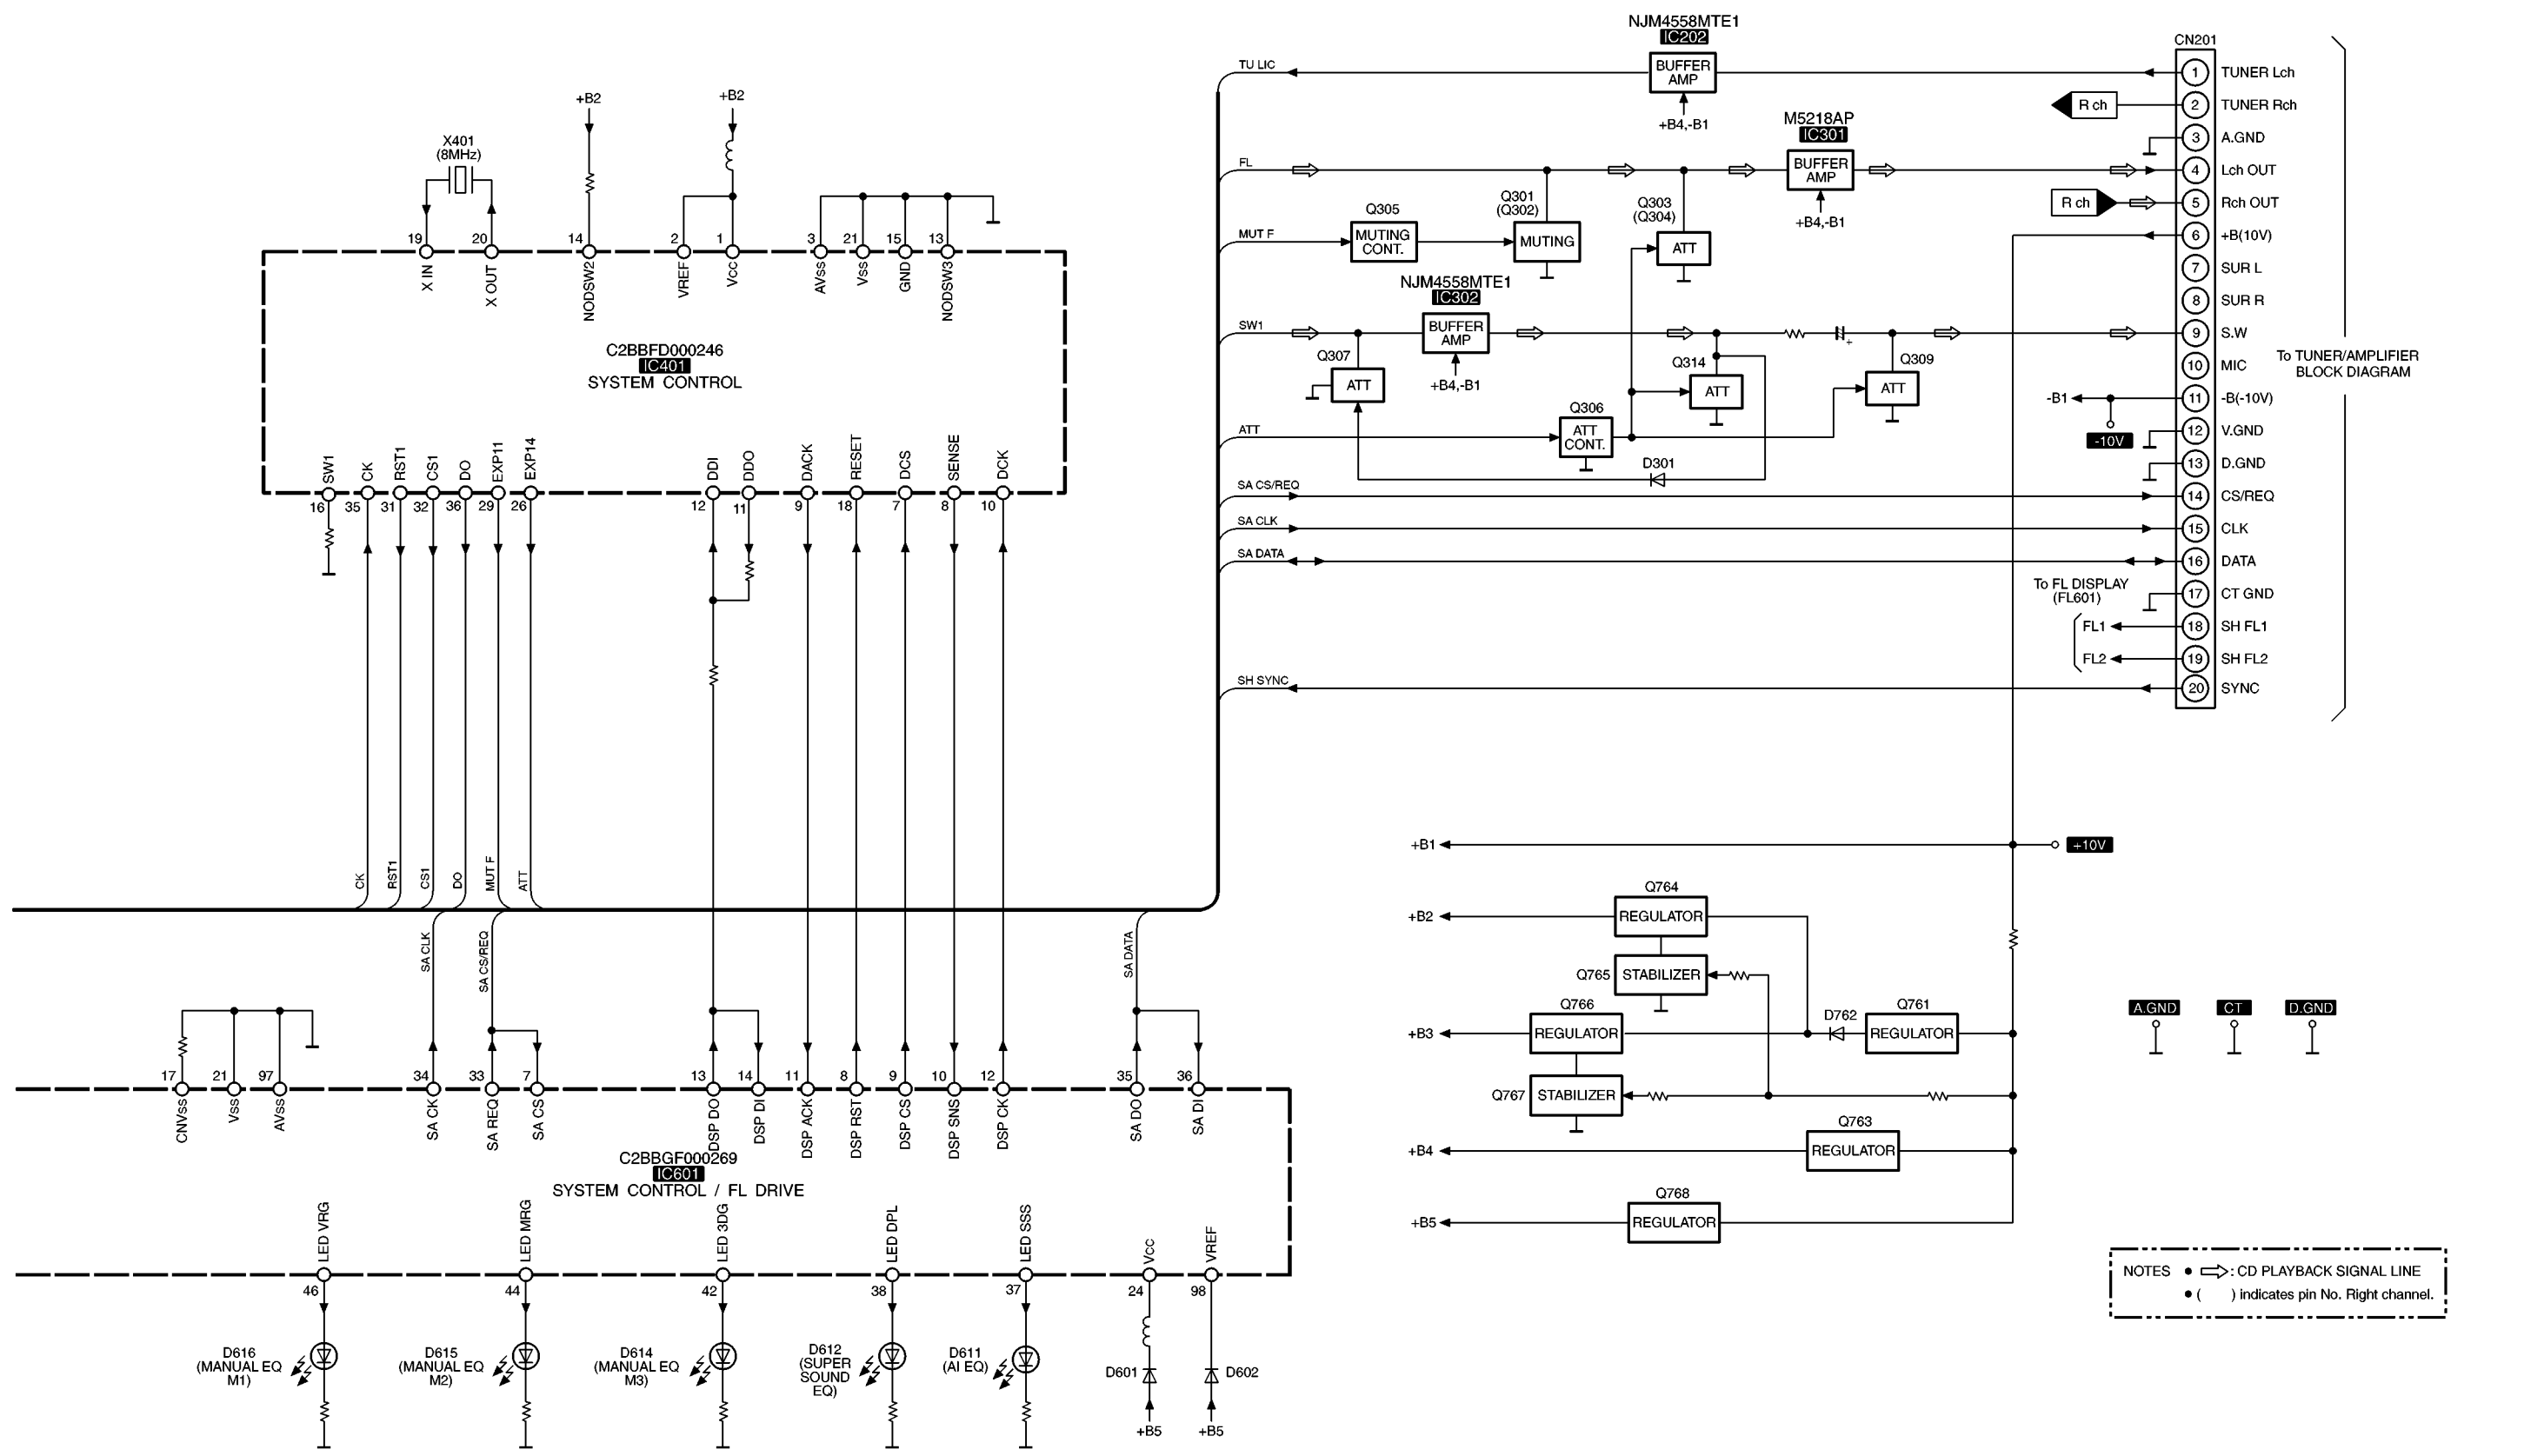 NJM4558MTE1
IC202
CN201
TU LIC
BUFFER
AMP
1 TUNER Lch
+B2
+B2
R ch
2 TUNER Rch
+B4,-B1
M5218AP
IC301
X401
(8MHz)
3 A.GND
FL
BUFFER
AMP
4 Lch OUT
Q305
Q301
(Q302)
Q303
(Q304)
R ch
5 Rch OUT
+B4,-B1
19 20 14 2 1 3 21 15 13
MUT F
MUTING
CONT.
MUTING
ATT
6 +B(10V)
X IN
X OUT
NODSW2
VREF
Vcc
AVss
Vss
GND
NODSW3
7 SUR L
NJM4558MTE1
IC302
8 SUR R
SW1
BUFFER
AMP
9 S.W
C2BBFD000246
IC401
SYSTEM CONTROL
Q307
Q314
Q309
To TUNER/AMPLIFIER
BLOCK DIAGRAM
10 MIC
ATT
+B4,-B1
ATT
ATT
-B1
11 -B(-10V)
Q306
ATT
ATT
CONT.
-10V
12 V.GND
D301
13 D.GND
SW1
CK
RST1
CS1
DO
EXP11
EXP14
DDI
DDO
DACK
RESET
DCS
SENSE
DCK
16 35 31 32 36 29 26 12 11 9 18 7 8 10
SA CS/REQ
14 CS/REQ
SA CLK
15 CLK
SA DATA
16 DATA
To FL DISPLAY
(FL601)
17 CT GND
FL1
18 SH FL1
FL2
19 SH FL2
SH SYNC
20 SYNC
CK
RST1
CS1
DO
MUT F
ATT
+B1
+10V
Q764
+B2
REGULATOR
SA CLK
SA CS/REQ
SA DATA
Q765
STABILIZER
Q766
D762
Q761
A.GND
CT
D.GND
+B3
REGULATOR
REGULATOR
17 21 97 34 33 7 13 14 11 8 9 10 12 35 36
Q767
STABILIZER
CNVss
Vss
AVss
SA CK
SA REQ
SA CS
DSP DO
DSP DI
DSP ACK
DSP RST
DSP CS
DSP SNS
DSP CK
SA DO
SA DI
Q763
+B4
REGULATOR
C2BBGF000269
IC601
SYSTEM CONTROL / FL DRIVE
Q768
+B5
REGULATOR
LED VRG
LED MRG
LED 3DG
LED DPL
LED SSS
Vcc
VREF
46 44 42 38 37 24 98
NOTES ● : CD PLAYBACK SIGNAL LINE
● ( ) indicates pin No. Right channel.
D616
(MANUAL EQ
M1)
D615
(MANUAL EQ
M2)
D614
(MANUAL EQ
M3)
D612
(SUPER
SOUND
EQ)
D611
(AI EQ)
D601
D602
+B5
+B5